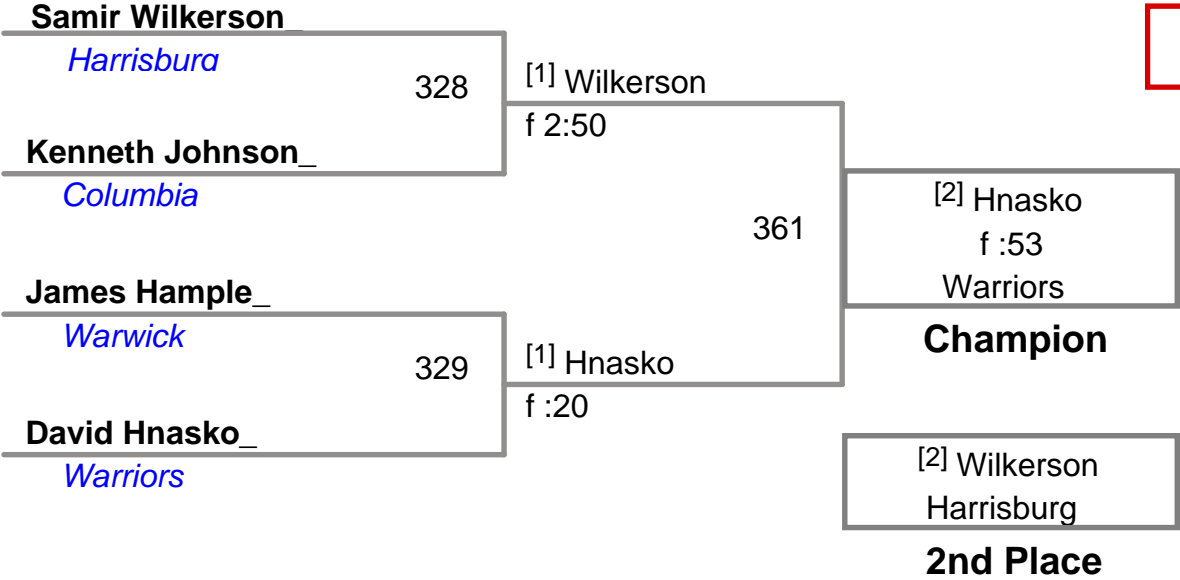 Samir Wilkerson_
Harrisburg
328
[1] Wilkerson
f 2:50
Kenneth Johnson_
Columbia
361
[2] Hnasko
f :53
Warriors
Champion
James Hample_
Warwick
329
[1] Hnasko
f :20
David Hnasko_
Warriors
[2] Wilkerson
Harrisburg
2nd Place